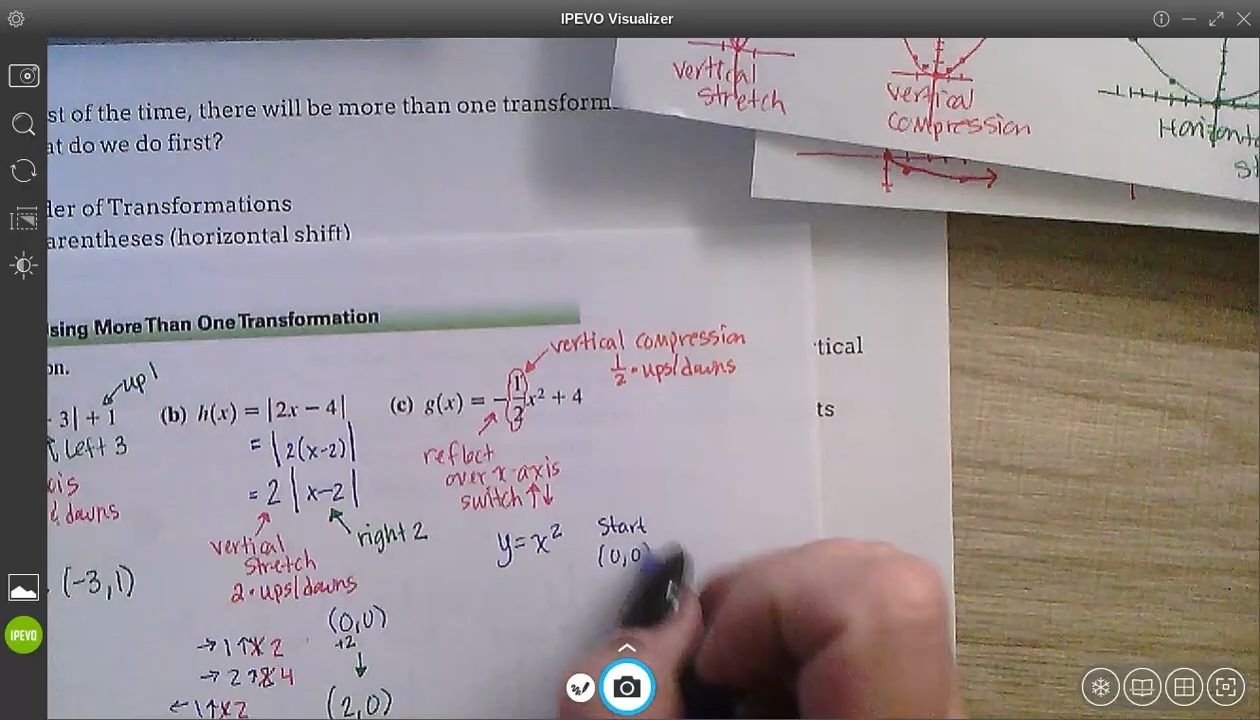 IPEVO Visualizer
st of the time, there will be more than one transform
at do we do first?
der of Transformations
arentheses (horizontal shift)
vertical
stretch
vertical
compression
Horizont
st
tical
ts
sing More Than One Transformation
on.
up 1
3| + 1
left 3
xis
downs
(-3,1)
(b) h(x) = |2x − 4|
= |2(x-2)|
= 2|x-2|
vertical
stretch
2 · ups/downs
right 2
(0,0)
+2
↓
(2,0)
→ 1 ↑ 2
→ 2 ↑ 4
← 1 ↑ 2
(c) g(x) = −1/2x² + 4
vertical compression
1/2 · ups/downs
reflect
over x-axis
switch ↑↓
y=x²
Start
(0,0)
IPEVO